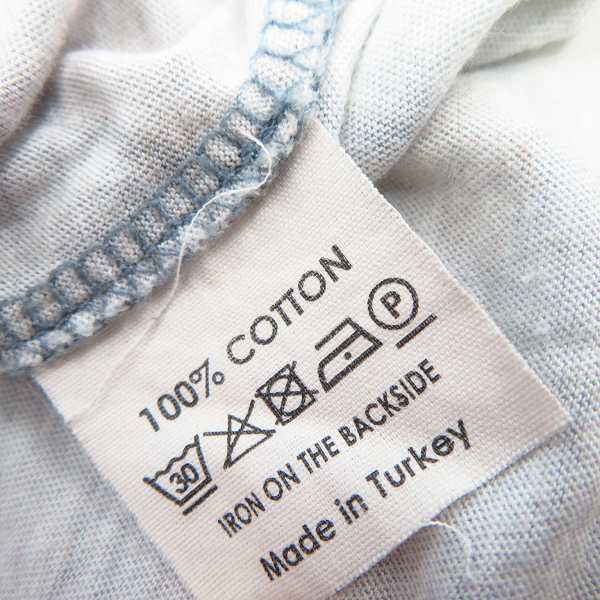 100% COTTON
30 P
IRON ON THE BACKSIDE
Made in Turkey